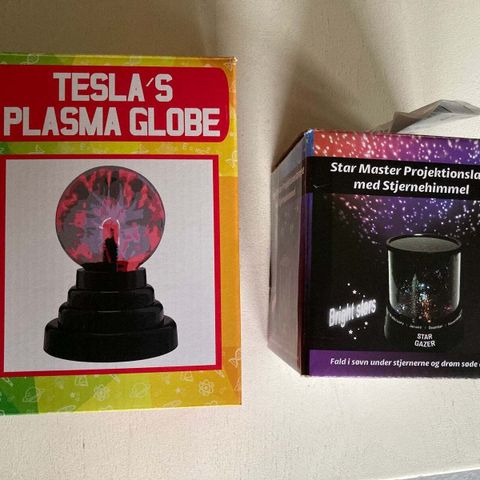 TESLA´S
PLASMA GLOBE
Star Master Projektionsla
med Stjernehimmel
Bright stars
STAR
GAZER
Fald i søvn under stjernerne og drøm søde